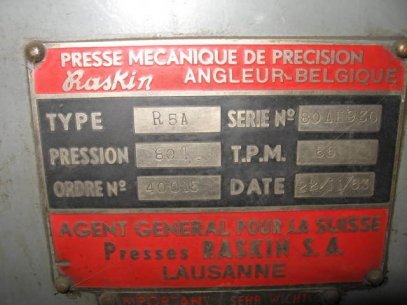 PRESSE MECANIQUE DE PRECISION
Raskin ANGLEUR-BELGIQUE
TYPE R5A SERIE Nº
PRESSION T.P.M.
ORDRE Nº DATE
AGENT GENERAL POUR LA SUISSE
Presses RASKIN S.A.
LAUSANNE